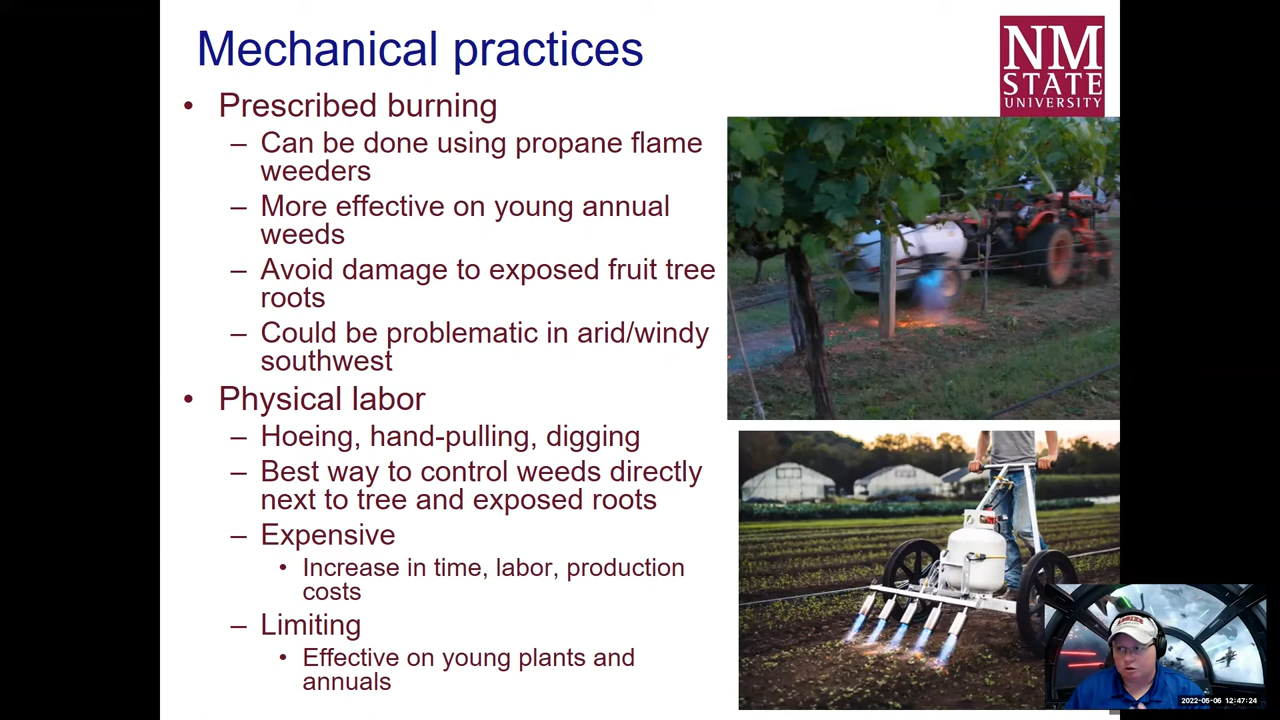 Mechanical practices
NM
STATE
UNIVERSITY
• Prescribed burning
– Can be done using propane flame
weeders
– More effective on young annual
weeds
– Avoid damage to exposed fruit tree
roots
– Could be problematic in arid/windy
southwest
• Physical labor
– Hoeing, hand-pulling, digging
– Best way to control weeds directly
next to tree and exposed roots
– Expensive
• Increase in time, labor, production
costs
– Limiting
• Effective on young plants and
annuals
AGGIES
2022-05-06 12:47:24